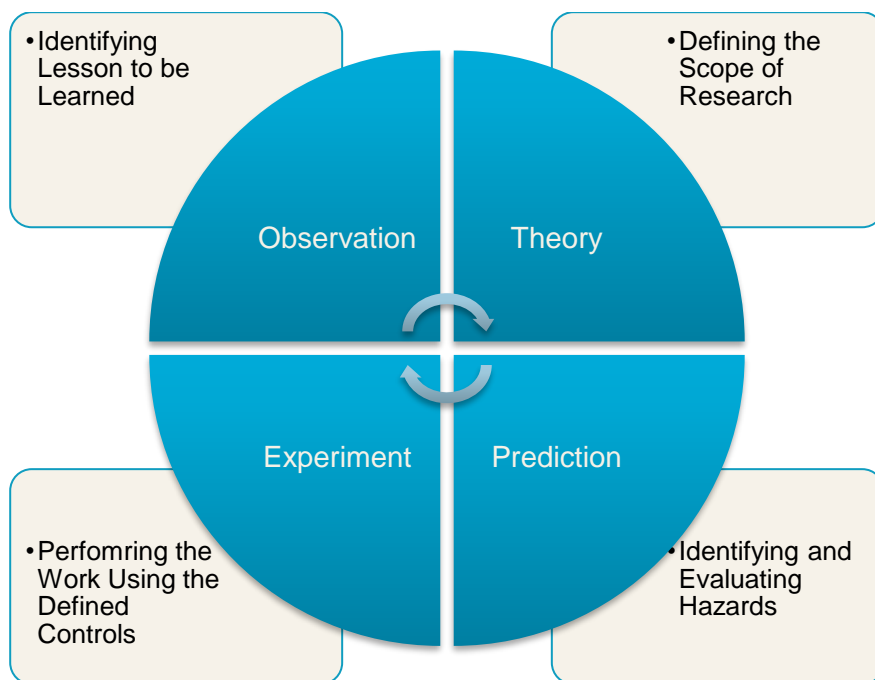 •Identifying
Lesson to be
Learned
•Defining the
Scope of
Research
Observation
Theory
Experiment
Prediction
•Perfomring the
Work Using the
Defined
Controls
•Identifying and
Evaluating
Hazards